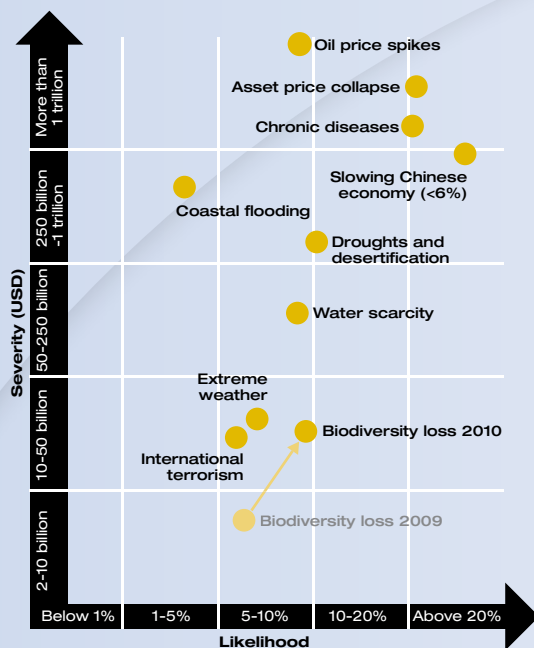 Severity (USD)
More than
1 trillion
250 billion
-1 trillion
50-250 billion
10-50 billion
2-10 billion
Oil price spikes
Asset price collapse
Chronic diseases
Slowing Chinese
economy (<6%)
Coastal flooding
Droughts and
desertification
Water scarcity
Extreme
weather
Biodiversity loss 2010
International
terrorism
Biodiversity loss 2009
Below 1%
1-5%
5-10%
10-20%
Above 20%
Likelihood